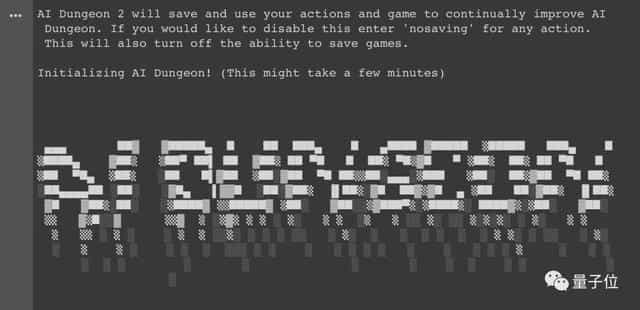 AI Dungeon 2 will save and use your actions and game to continually improve AI
Dungeon. If you would like to disable this enter 'nosaving' for any action.
This will also turn off the ability to save games.
Initializing AI Dungeon! (This might take a few minutes)
AI DUNGEON
量子位